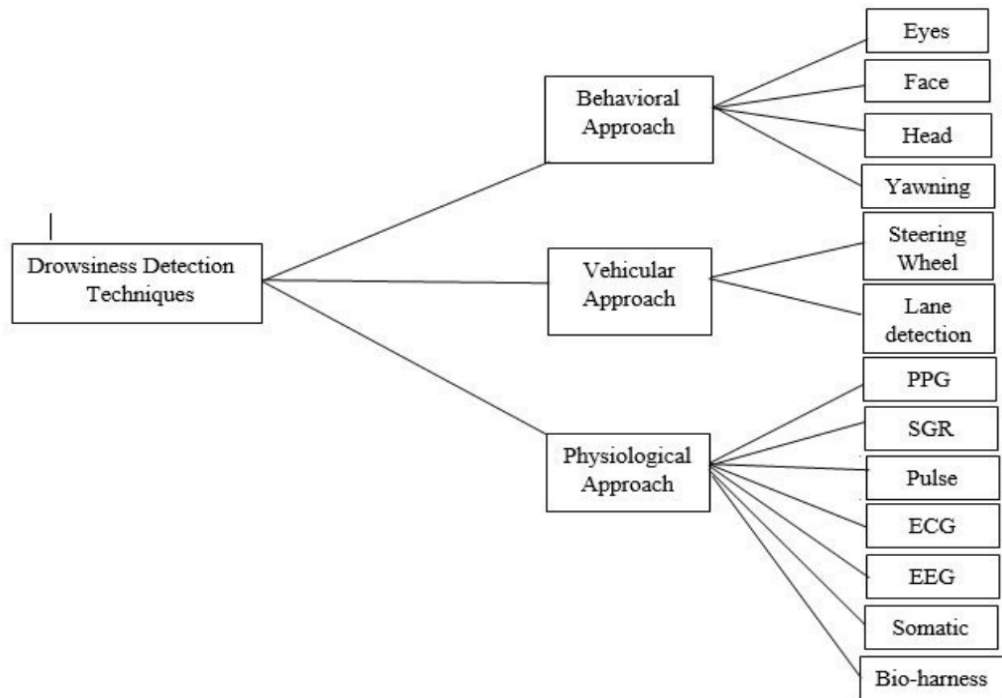 Drowsiness Detection
Techniques
Behavioral
Approach
Eyes
Face
Head
Yawning
Vehicular
Approach
Steering
Wheel
Lane
detection
Physiological
Approach
PPG
SGR
Pulse
ECG
EEG
Somatic
Bio-harness